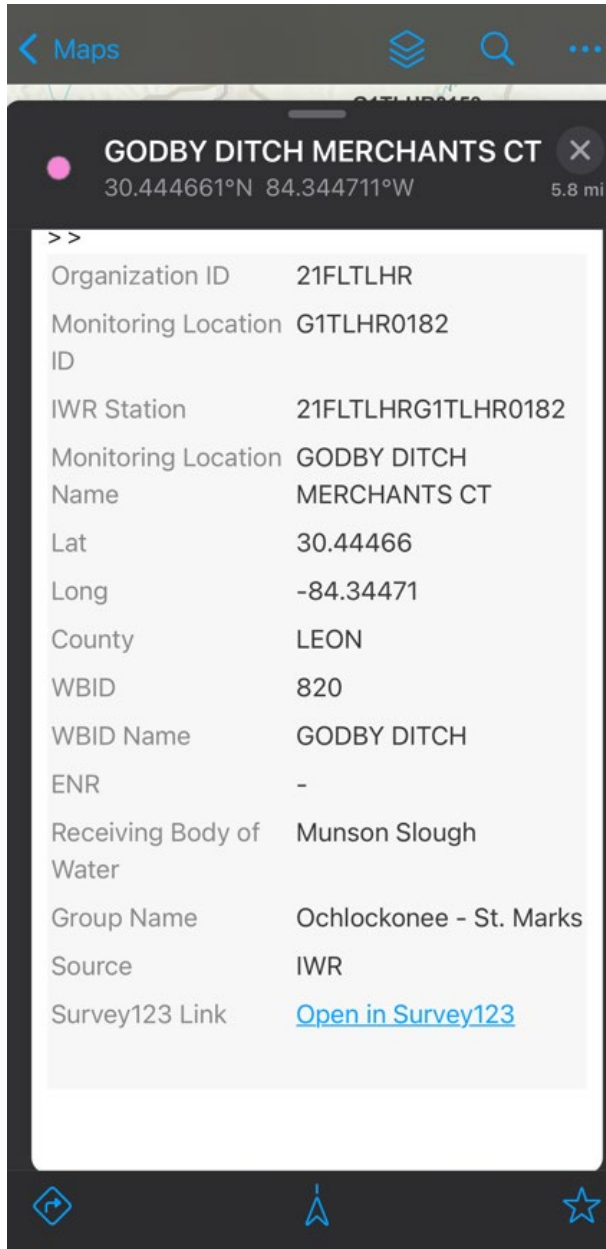 Maps
GODBY DITCH MERCHANTS CT
30.444661°N 84.344711°W
5.8 mi
> >
Organization ID 21FLTLHR
Monitoring Location G1TLHR0182
ID
IWR Station 21FLTLHRG1TLHR0182
Monitoring Location GODBY DITCH
Name MERCHANTS CT
Lat 30.44466
Long -84.34471
County LEON
WBID 820
WBID Name GODBY DITCH
ENR -
Receiving Body of Munson Slough
Water
Group Name Ochlockonee - St. Marks
Source IWR
Survey123 Link Open in Survey123